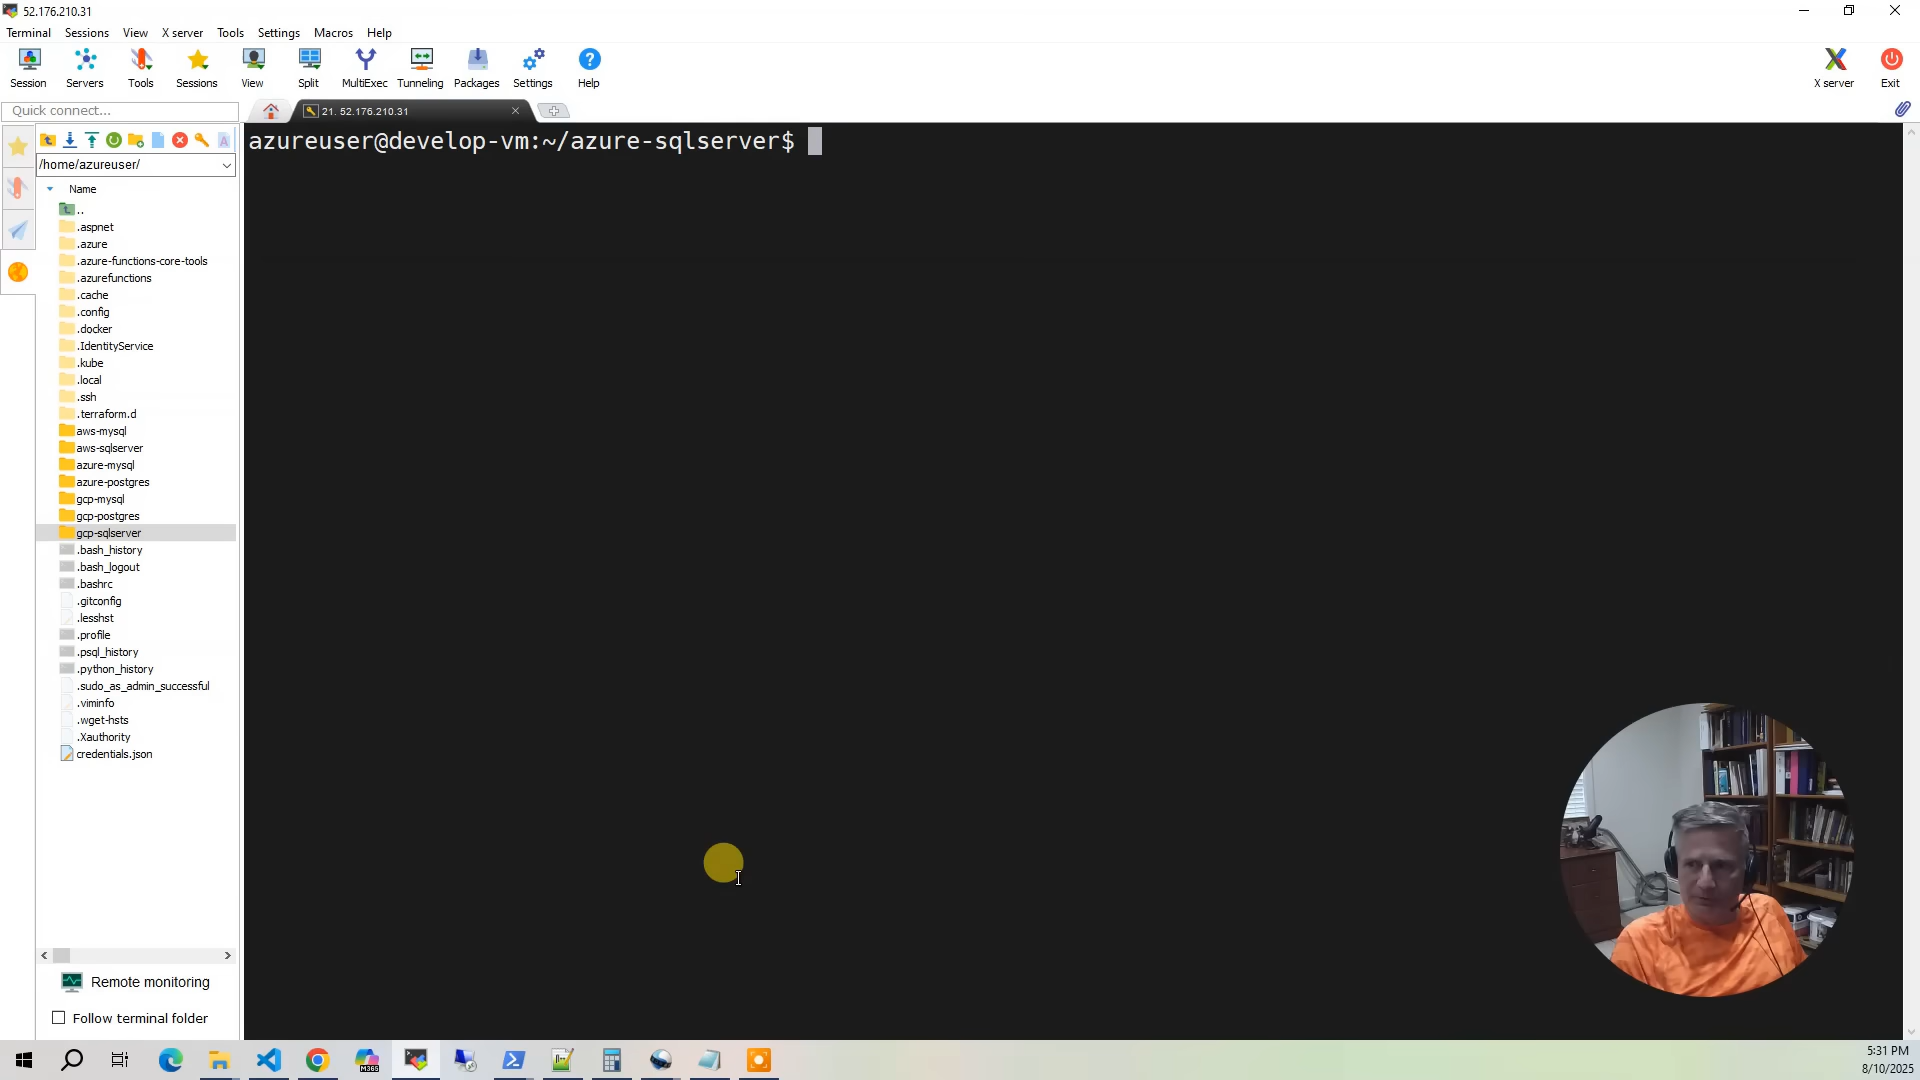 52.176.210.31
Terminal Sessions View X server Tools Settings Macros Help
Session Servers Tools Sessions View Split MultiExec Tunneling Packages Settings Help X server Exit
Quick connect...
21. 52.176.210.31
/home/azureuser/
azureuser@develop-vm:~/azure-sqlserver$
Name
..
.aspnet
.azure
.azure-functions-core-tools
.azurefunctions
.cache
.config
.docker
.IdentityService
.kube
.local
.ssh
.terraform.d
aws-mysql
aws-sqlserver
azure-mysql
azure-postgres
gcp-mysql
gcp-postgres
gcp-sqlserver
.bash_history
.bash_logout
.bashrc
.gitconfig
.lesshst
.profile
.psql_history
.python_history
.sudo_as_admin_successful
.viminfo
.wget-hsts
.Xauthority
credentials.json
Remote monitoring
Follow terminal folder
M365
5:31 PM
8/10/2025